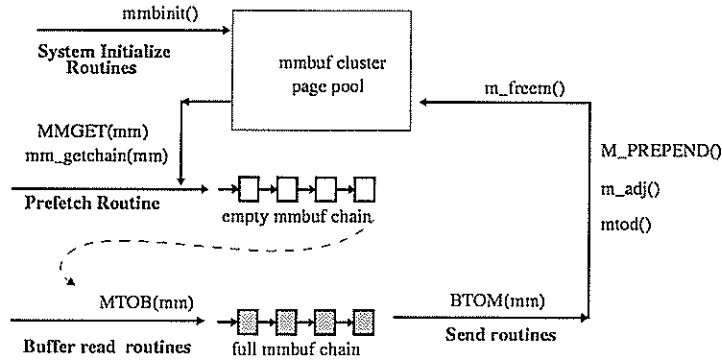 mmbinit()
System Initialize
Routines
mmbuf cluster
page pool
m_freem()
MMGET(mm)
mm_getchain(mm)
M_PREPEND()
m_adj()
mtod()
Prefetch Routine
empty mmbuf chain
MTOB(mm)
BTOM(mm)
Buffer read routines
full mmbuf chain
Send routines